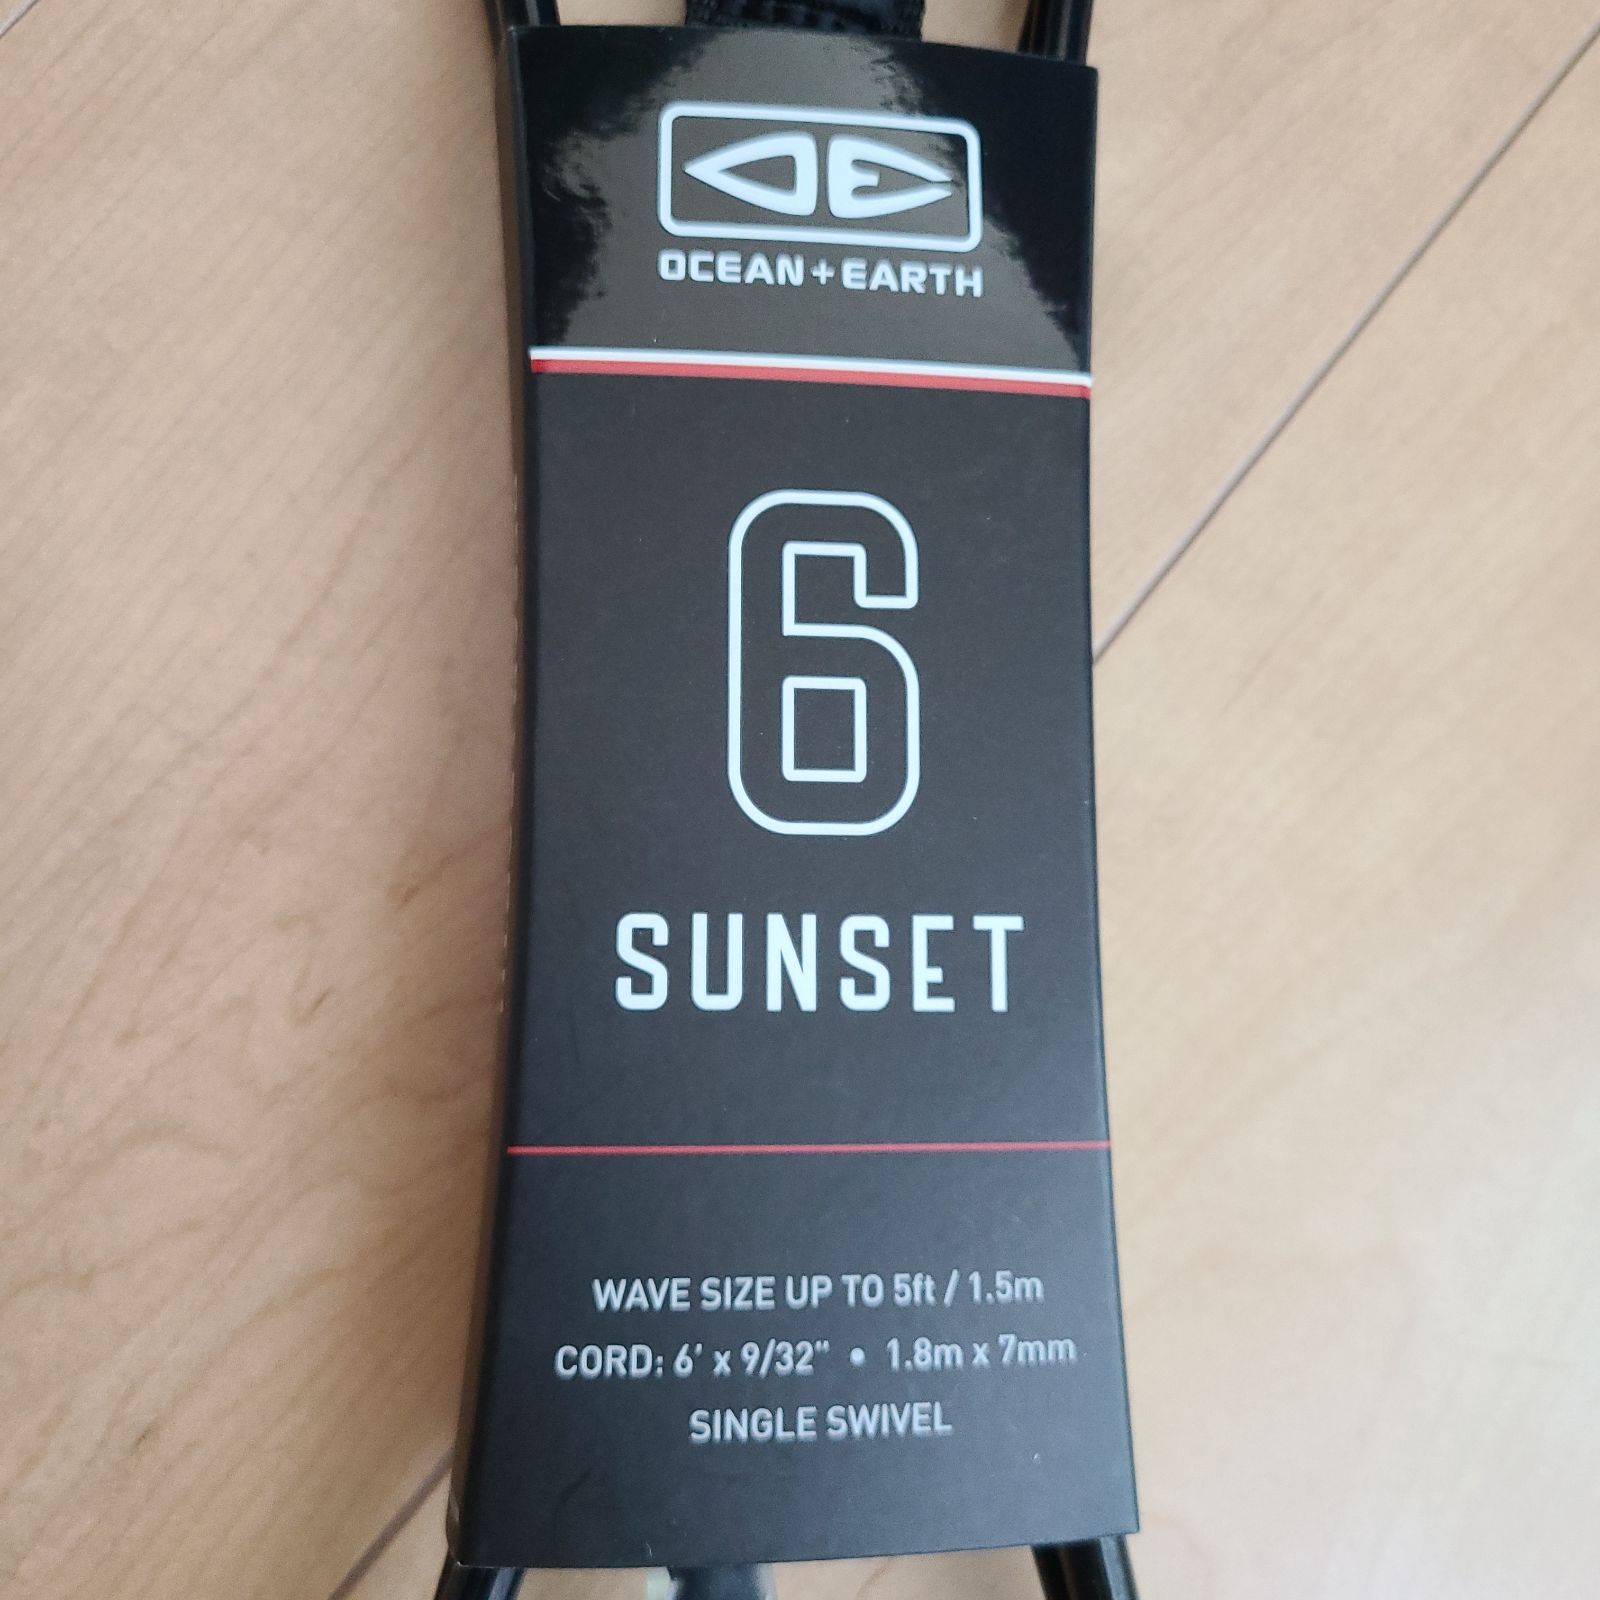 OE
OCEAN+EARTH
6
SUNSET
WAVE SIZE UP TO 5ft / 1.5m
CORD: 6' x 9/32" • 1.8m x 7mm
SINGLE SWIVEL